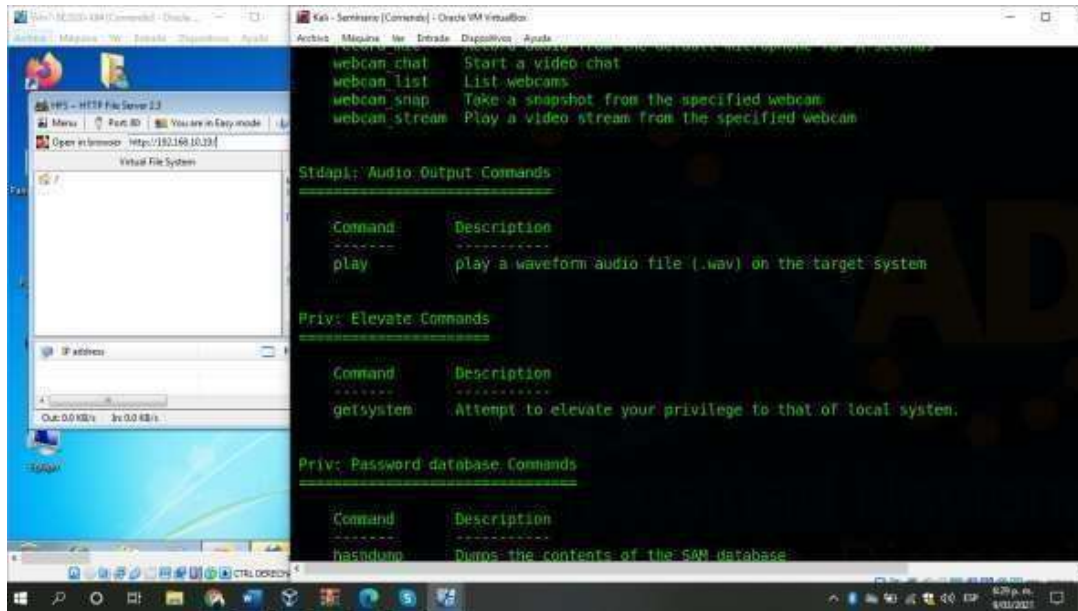 Kali - Seminario [Corriendo] - Oracle VM VirtualBox
Archivo Máquina Ver Entrada Dispositivos Ayuda
webcam_chat Start a video chat
webcam_list List webcams
webcam_snap Take a snapshot from the specified webcam
webcam_stream Play a video stream from the specified webcam
Stdapi: Audio Output Commands
Command Description
play play a waveform audio file (.wav) on the target system
Priv: Elevate Commands
Command Description
getsystem Attempt to elevate your privilege to that of local system.
Priv: Password database Commands
Command Description
hashdump Dumps the contents of the SAM database
HFS ~ HTTP File Server 2.3
Menu Port: 80 You are in Easy mode
Open in browser
Virtual File System
/
IP address
Out: 0.0 KB/s In: 0.0 KB/s
CTRL DERECH
ESP
6:29 p. m.